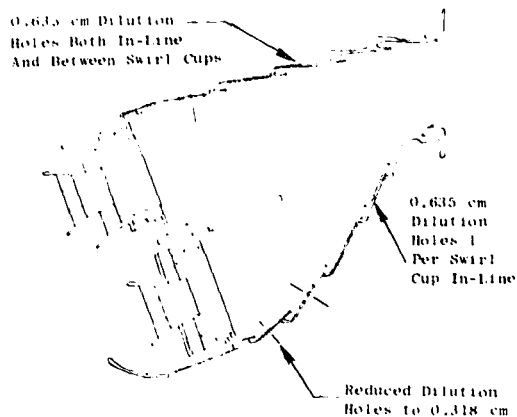 0.635 cm Dilution
Holes Both In-Line
And Between Swirl Cups
0.635 cm
Dilution
Holes 1
Per Swirl
Cup In-Line
Reduced Dilution
Holes to 0.318 cm